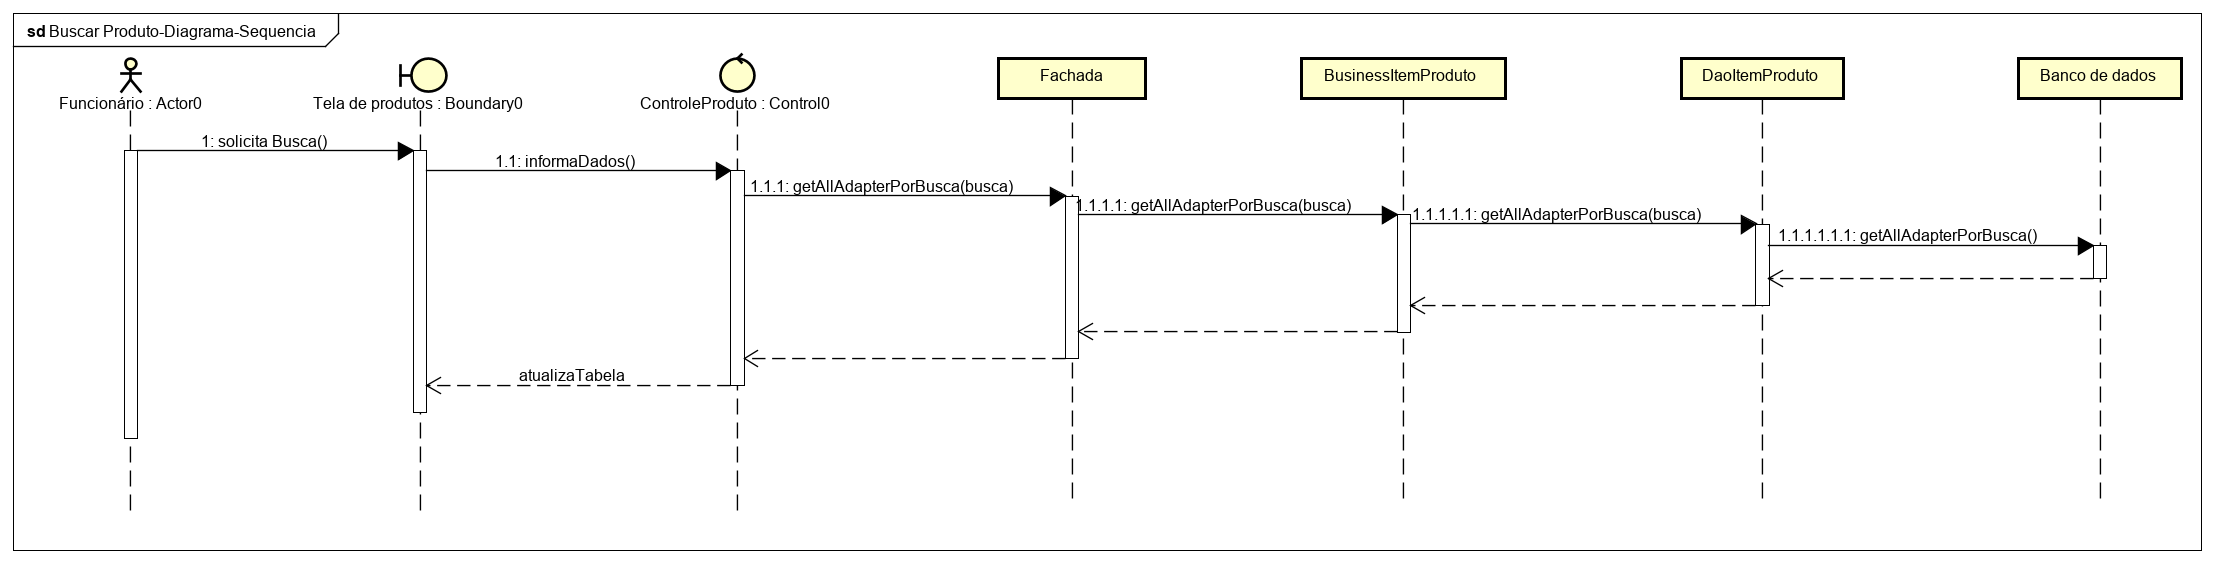 sd Buscar Produto-Diagrama-Sequencia
Fachada
BusinessItemProduto
DaoItemProduto
Banco de dados
Funcionário : Actor0
Tela de produtos : Boundary0
ControleProduto : Control0
1: solicita Busca()
1.1: informaDados()
1.1.1: getAllAdapterPorBusca(busca)
1.1.1.1: getAllAdapterPorBusca(busca)
1.1.1.1.1: getAllAdapterPorBusca(busca)
1.1.1.1.1.1: getAllAdapterPorBusca()
atualizaTabela